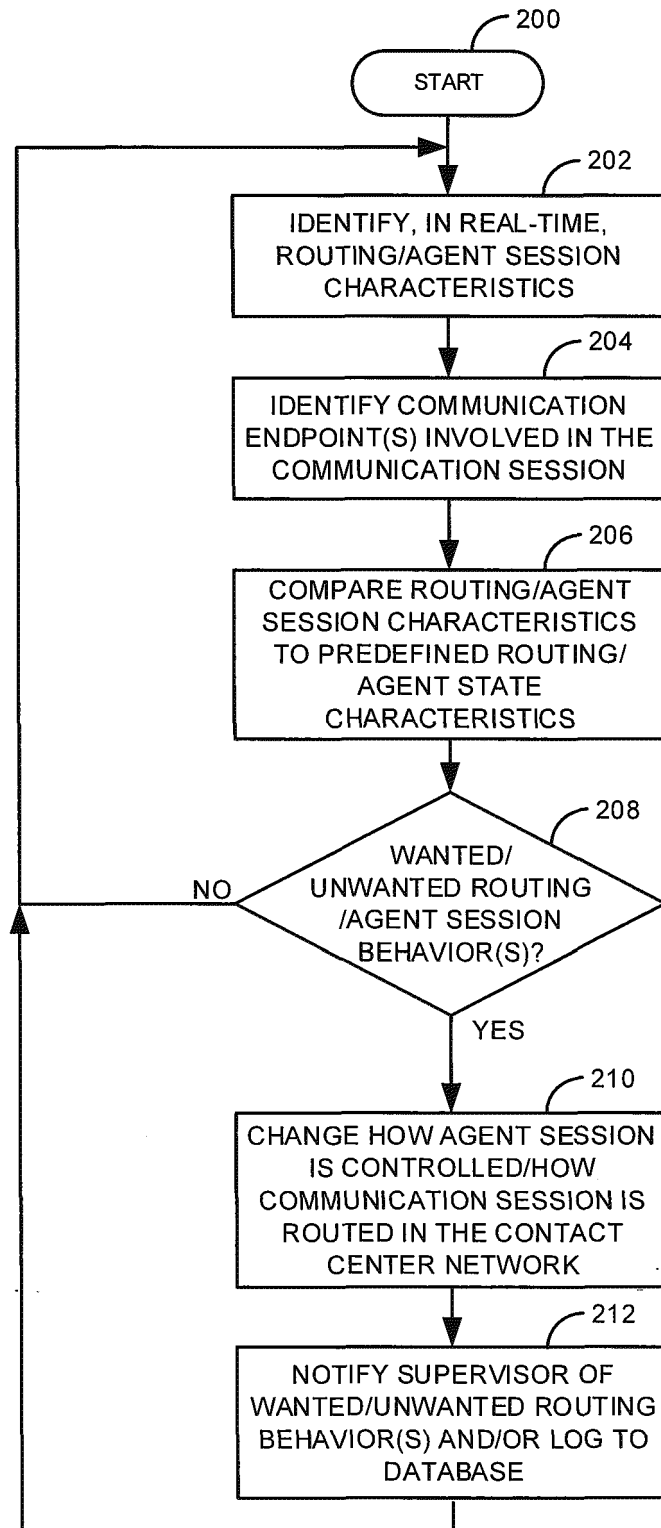 200
START
202
IDENTIFY, IN REAL-TIME,
ROUTING/AGENT SESSION
CHARACTERISTICS
204
IDENTIFY COMMUNICATION
ENDPOINT(S) INVOLVED IN THE
COMMUNICATION SESSION
206
COMPARE ROUTING/AGENT
SESSION CHARACTERISTICS
TO PREDEFINED ROUTING/
AGENT STATE
CHARACTERISTICS
208
WANTED/
UNWANTED ROUTING
/AGENT SESSION
BEHAVIOR(S)?
NO
YES
210
CHANGE HOW AGENT SESSION
IS CONTROLLED/HOW
COMMUNICATION SESSION IS
ROUTED IN THE CONTACT
CENTER NETWORK
212
NOTIFY SUPERVISOR OF
WANTED/UNWANTED ROUTING
BEHAVIOR(S) AND/OR LOG TO
DATABASE